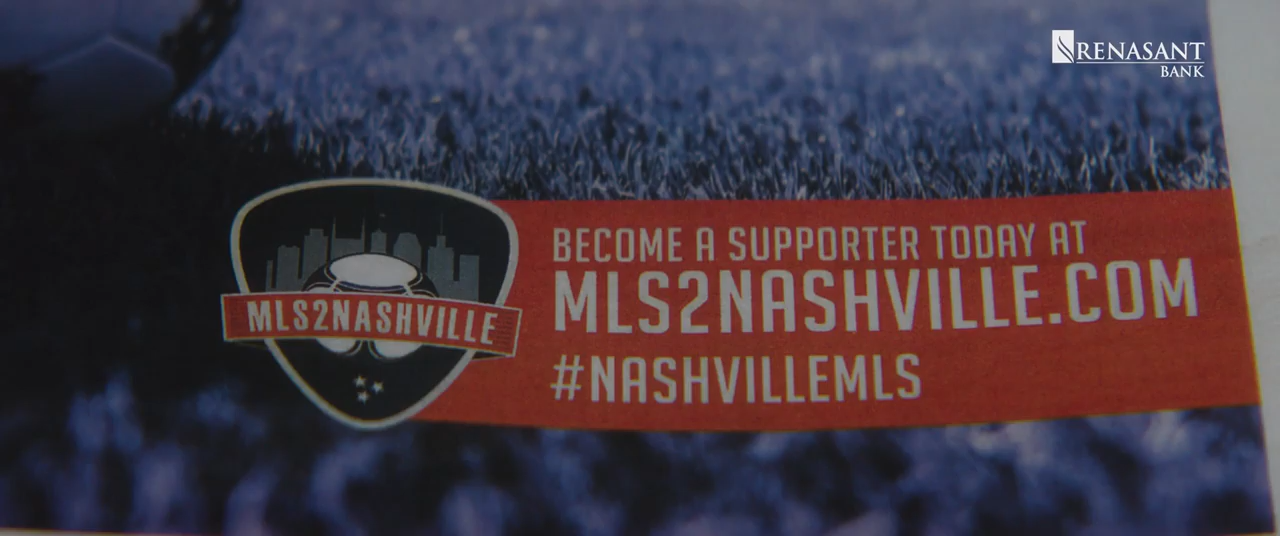 RENASANT
BANK
BECOME A SUPPORTER TODAY AT
MLS2NASHVILLE.COM
#NASHVILLEMLS
MLS2NASHVILLE